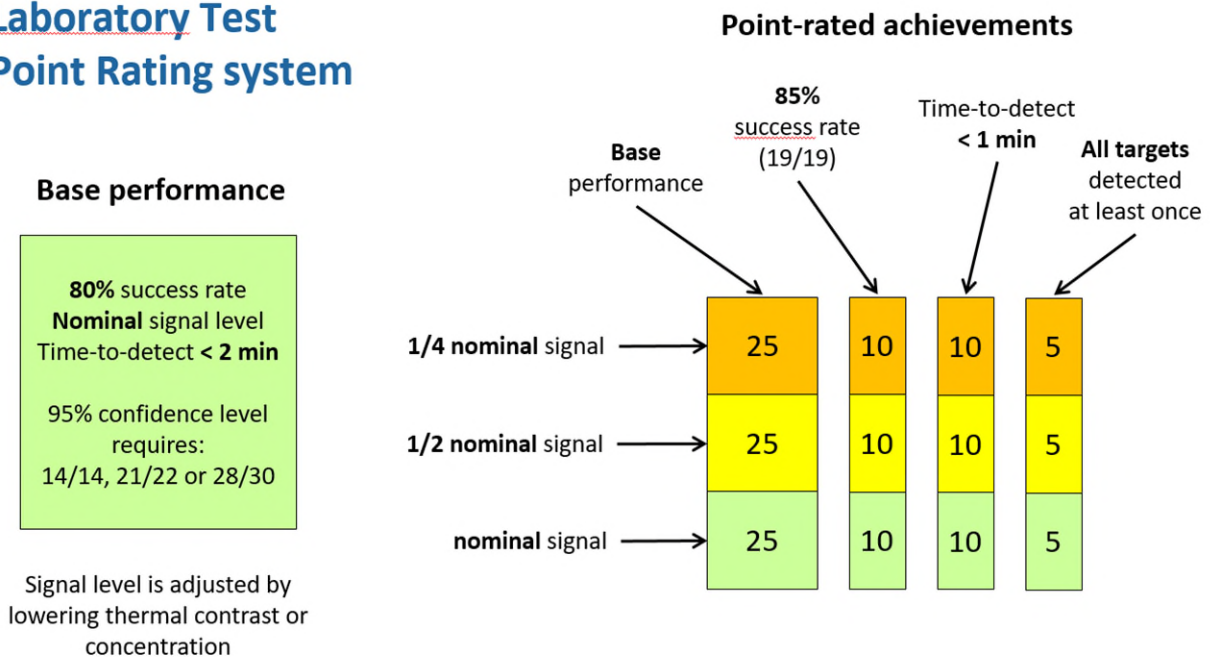 Laboratory Test
Point Rating system
Base performance
80% success rate
Nominal signal level
Time-to-detect < 2 min
95% confidence level
requires:
14/14, 21/22 or 28/30
Signal level is adjusted by
lowering thermal contrast or
concentration
Point-rated achievements
Base
performance
85%
success rate
(19/19)
Time-to-detect
< 1 min
All targets
detected
at least once
1/4 nominal signal
25 10 10 5
1/2 nominal signal
25 10 10 5
nominal signal
25 10 10 5